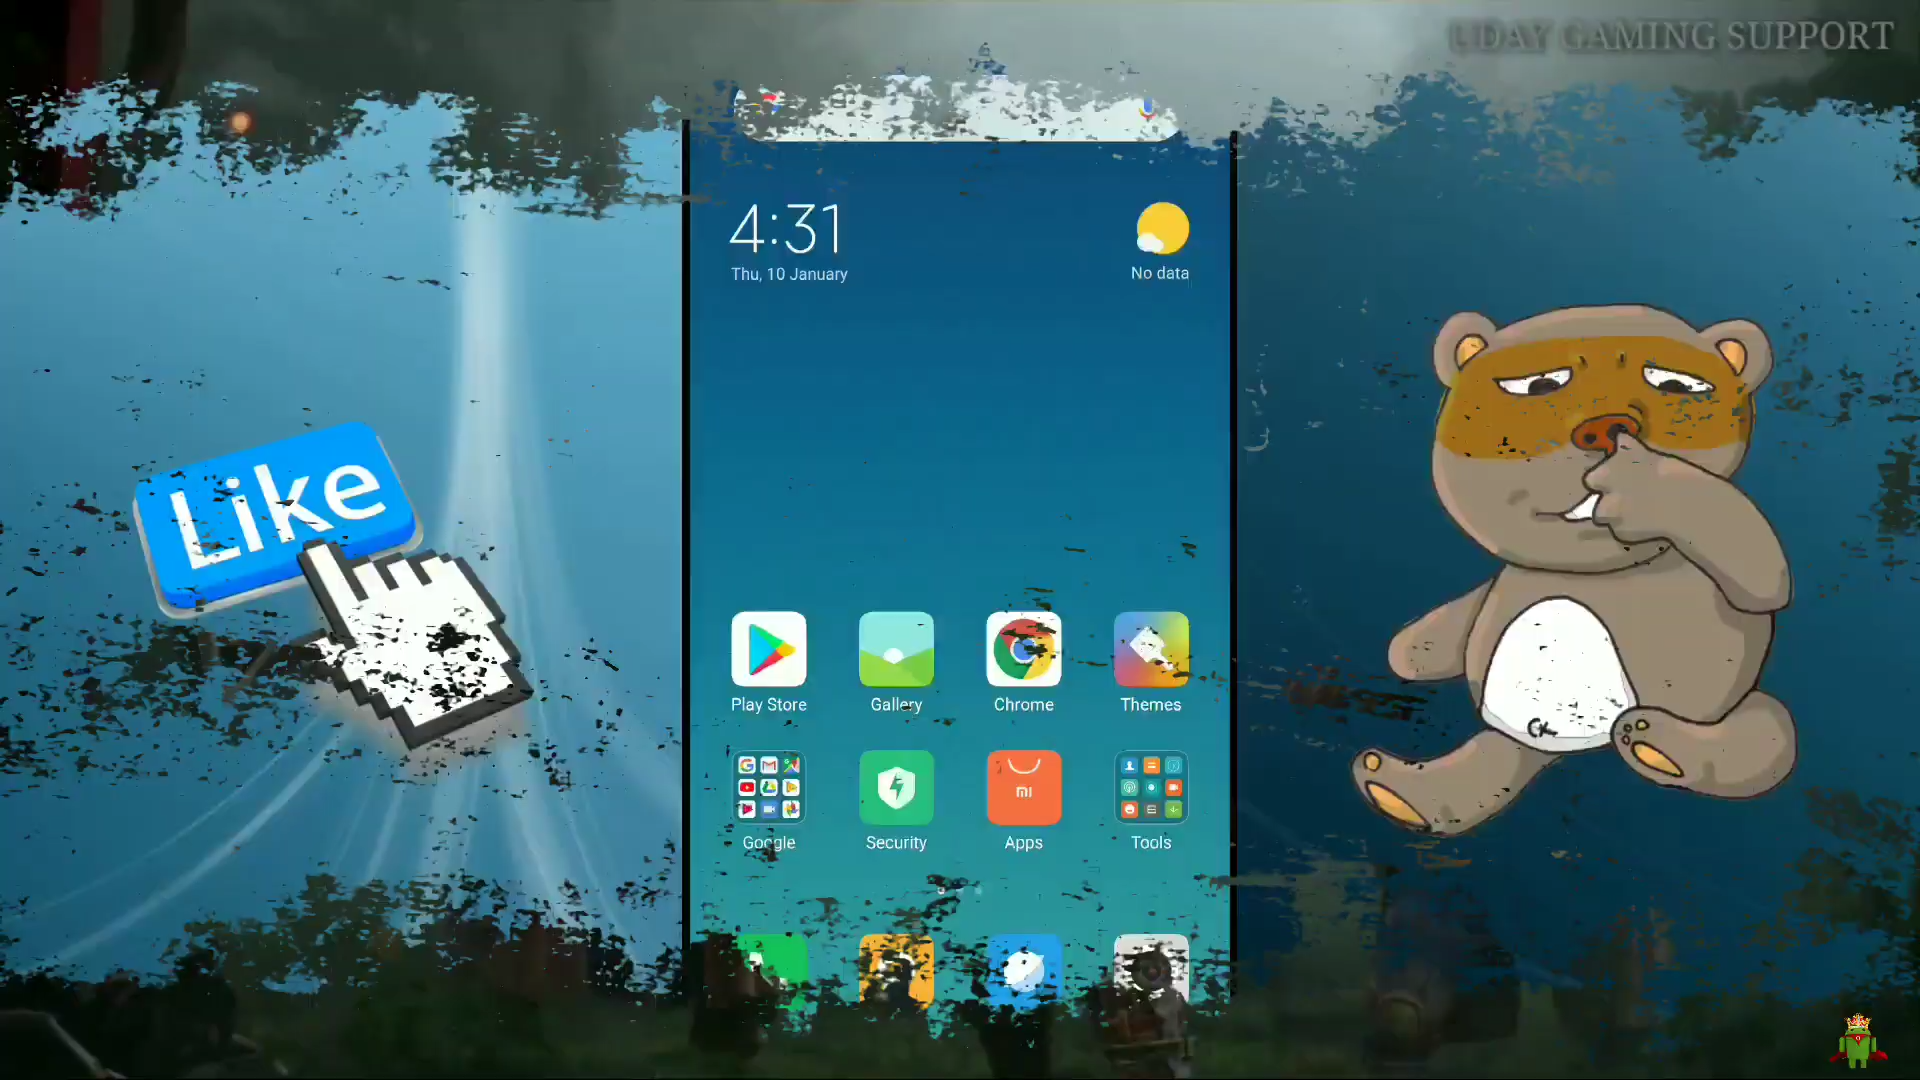 UDAY GAMING SUPPORT
4:31
Thu, 10 January
No data
Like
Play Store
Gallery
Chrome
Themes
mi
Google
Security
Apps
Tools